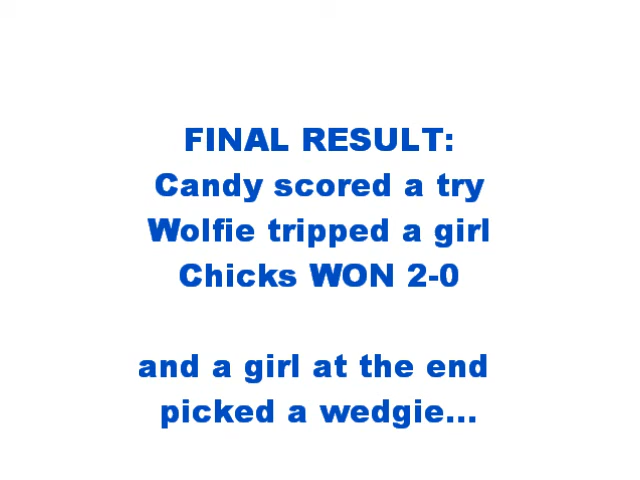 FINAL RESULT:
Candy scored a try
Wolfie tripped a girl
Chicks WON 2-0
and a girl at the end
picked a wedgie...